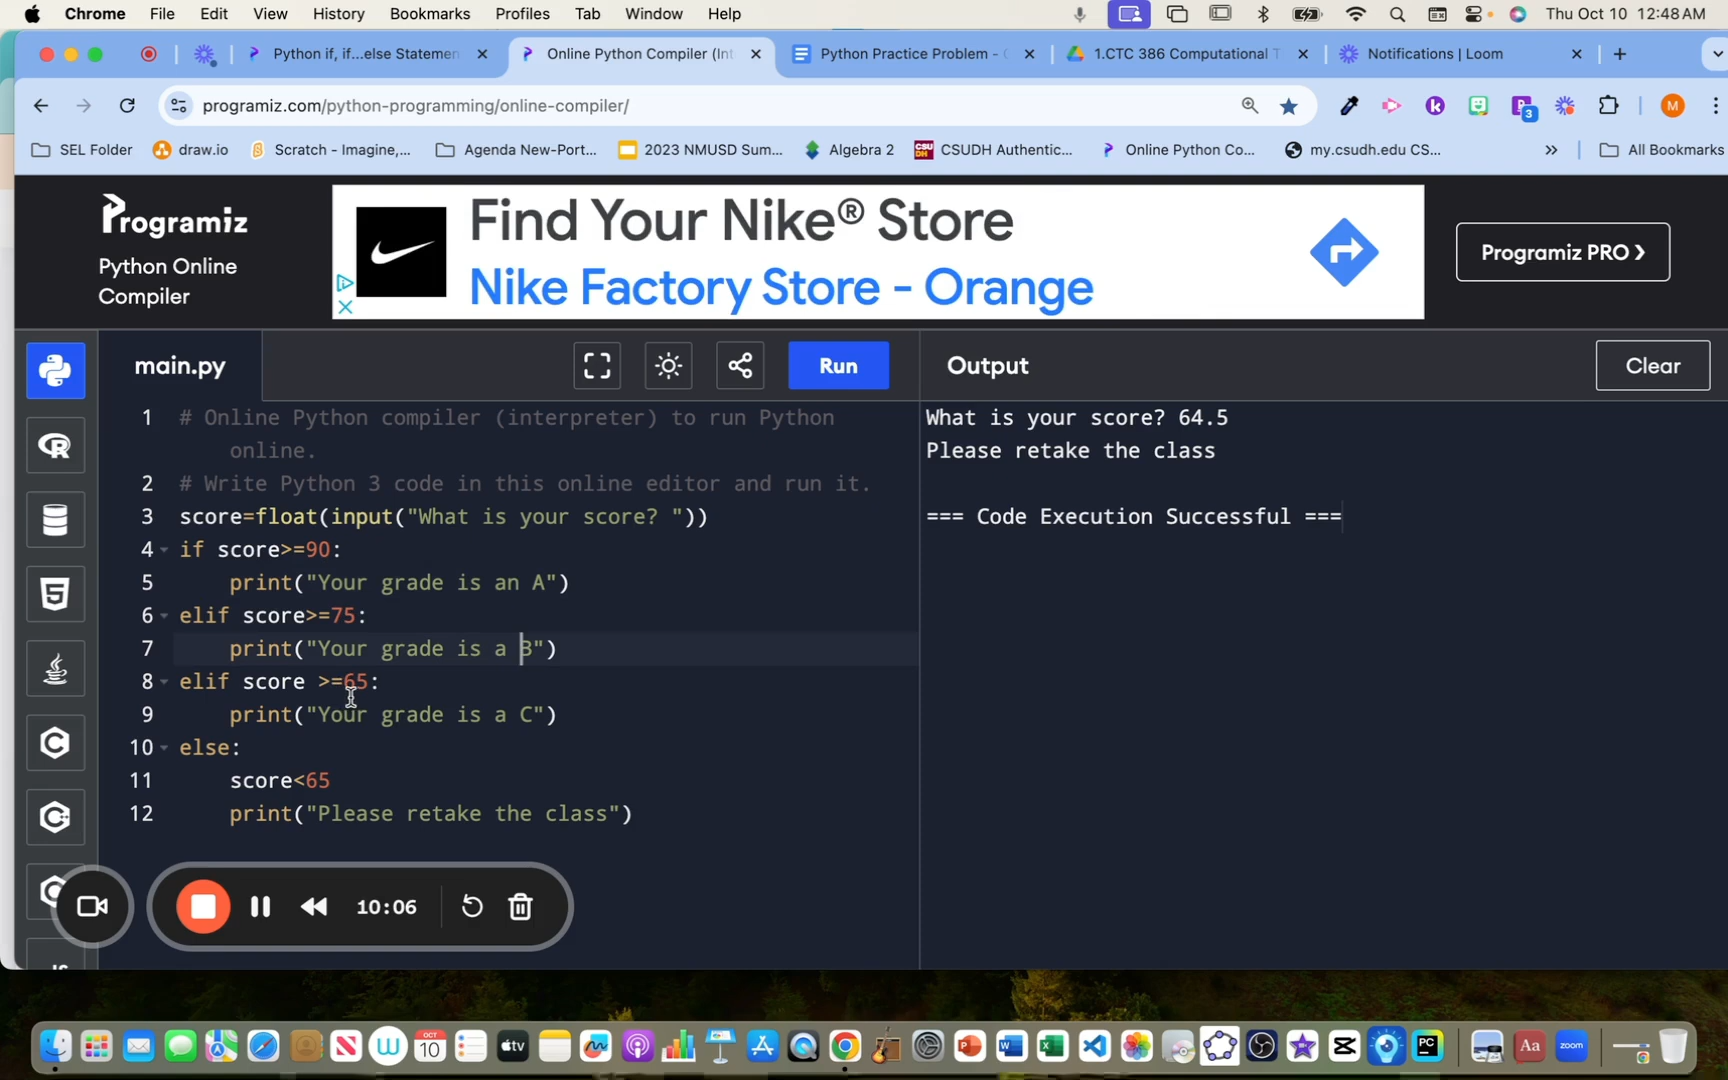 Chrome File Edit View History Bookmarks Profiles Tab Window Help Thu Oct 10 12:48 AM
Python if, if...else Statemen Online Python Compiler (Int Python Practice Problem - G 1.CTC 386 Computational T Notifications | Loom
programiz.com/python-programming/online-compiler/
3
M
SEL Folder draw.io Scratch - Imagine,... Agenda New-Port... 2023 NMUSD Sum... Algebra 2 CSUDH Authentic... Online Python Co... my.csudh.edu CS... All Bookmarks
Programiz
Python Online
Compiler
Find Your Nike® Store
Nike Factory Store - Orange
Programiz PRO ❯
main.py
Run
Output
Clear
1 # Online Python compiler (interpreter) to run Python
online.
2 # Write Python 3 code in this online editor and run it.
3 score=float(input("What is your score? "))
4 if score>=90:
5 print("Your grade is an A")
6 elif score>=75:
7 print("Your grade is a B")
8 elif score >=65:
9 print("Your grade is a C")
10 else:
11 score<65
12 print("Please retake the class")
What is your score? 64.5
Please retake the class
=== Code Execution Successful ===
10:06
OCT
10
tv
PC
Aa
zoom